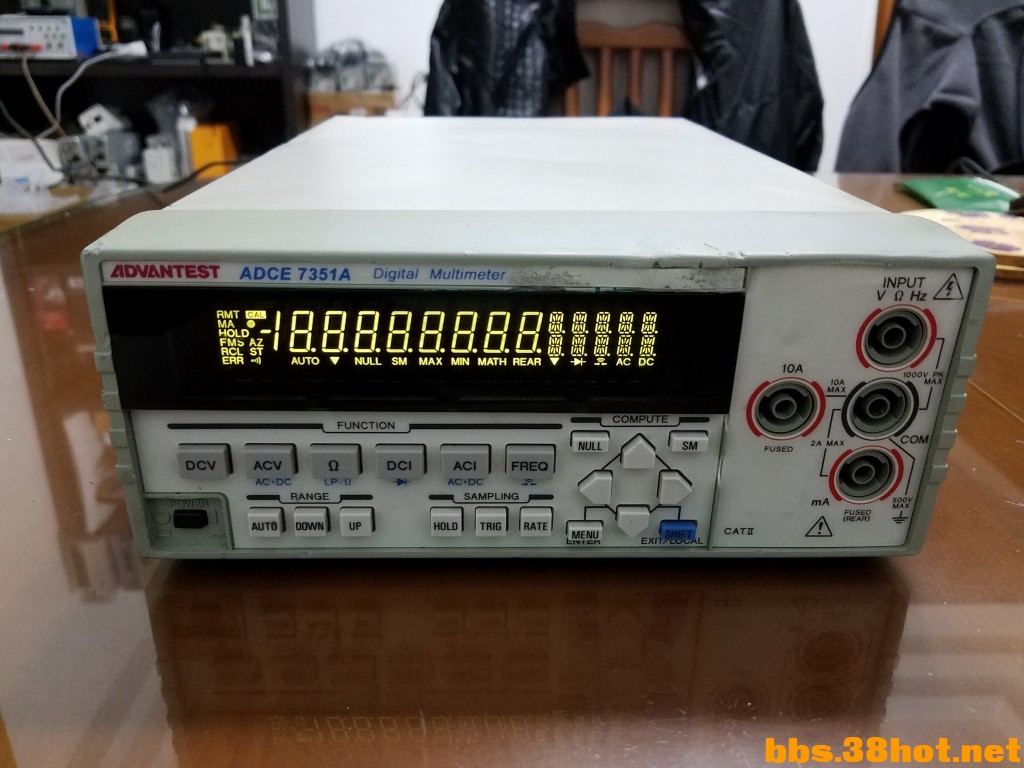 ADVANTEST ADCE 7351A Digital Multimeter
RMT CAL
MA
HOLD
FMS AZ
RCL ST
ERR
-188888888
AUTO NULL SM MAX MIN MATH REAR AC DC
FUNCTION
DCV ACV Ω DCI ACI FREQ
AC+DC LP Ω AC+DC
RANGE
AUTO DOWN UP
SAMPLING
HOLD TRIG RATE
POWER
COMPUTE
NULL SM
MENU SHIFT
ENTER EXIT/LOCAL
INPUT
V Ω Hz
1000V PK
MAX
10A
10A
MAX
FUSED
2A MAX
COM
mA
FUSED
(REAR)
500V
MAX
CAT II
bbs.38hot.net